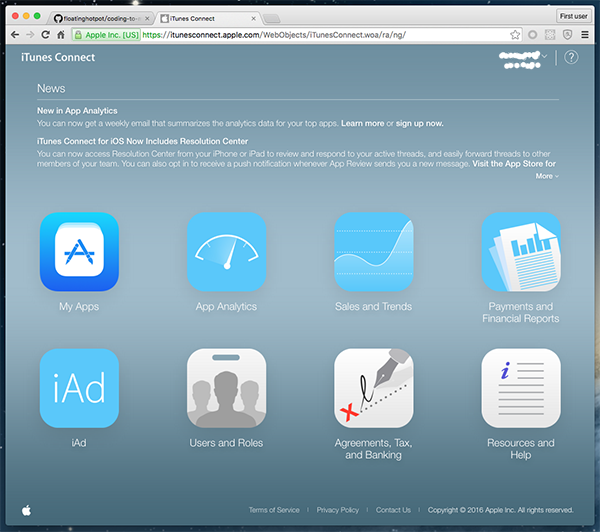 floatinghotpot/coding-to-
iTunes Connect
First user
Apple Inc. [US]
https://itunesconnect.apple.com/WebObjects/iTunesConnect.woa/ra/ng/
iTunes Connect
?
News
New in App Analytics
You can now get a weekly email that summarizes the analytics data for your top apps. Learn more or sign up now.
iTunes Connect for iOS Now Includes Resolution Center
You can now access Resolution Center from your iPhone or iPad to review and respond to your active threads, and easily forward threads to other
members of your team. You can also opt in to receive a push notification whenever App Review sends you a new message. Visit the App Store for
More
My Apps
App Analytics
Sales and Trends
Payments and
Financial Reports
iAd
iAd
Users and Roles
Agreements, Tax,
and Banking
Resources and
Help
Terms of Service | Privacy Policy | Contact Us | Copyright © 2016 Apple Inc. All rights reserved.